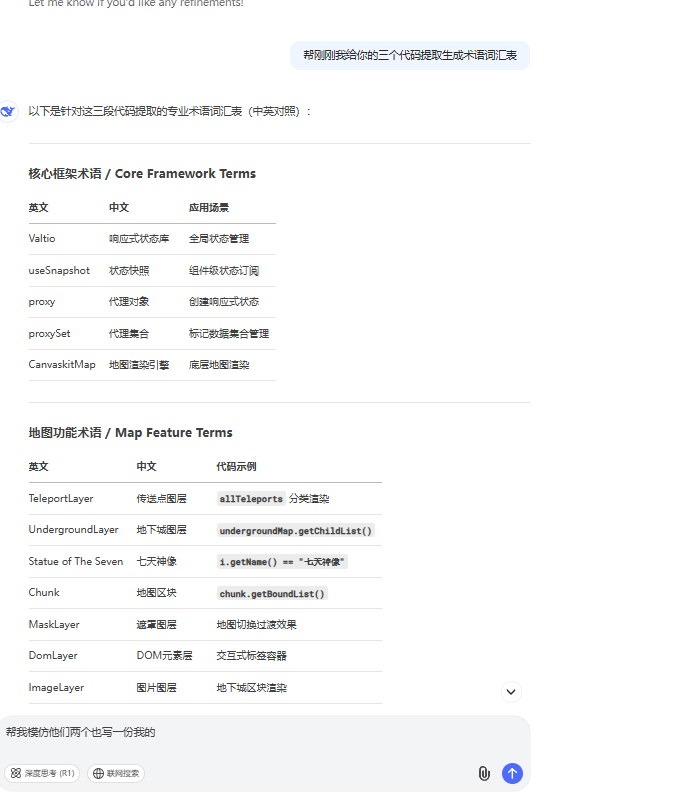 Let me know if you'd like any refinements!
帮刚刚我给你的三个代码提取生成术语词汇表
以下是针对这三段代码提取的专业术语词汇表（中英对照）：
核心框架术语 / Core Framework Terms
英文 中文 应用场景
Valtio 响应式状态库 全局状态管理
useSnapshot 状态快照 组件级状态订阅
proxy 代理对象 创建响应式状态
proxySet 代理集合 标记数据集合管理
CanvaskitMap 地图渲染引擎 底层地图渲染
地图功能术语 / Map Feature Terms
英文 中文 代码示例
TeleportLayer 传送点图层 allTeleports 分类渲染
UndergroundLayer 地下城图层 undergroundMap.getChildList()
Statue of The Seven 七天神像 i.getName() == "七天神像"
Chunk 地图区块 chunk.getBoundList()
MaskLayer 遮罩图层 地图切换过渡效果
DomLayer DOM元素层 交互式标签容器
ImageLayer 图片图层 地下城区块渲染
帮我模仿他们两个也写一份我的
深度思考 (R1) 联网搜索